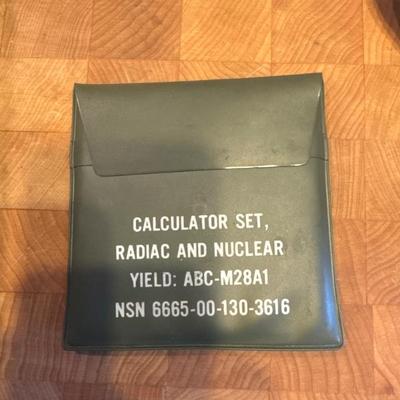 CALCULATOR SET,
RADIAC AND NUCLEAR
YIELD: ABC-M28A1
NSN 6665-00-130-3616